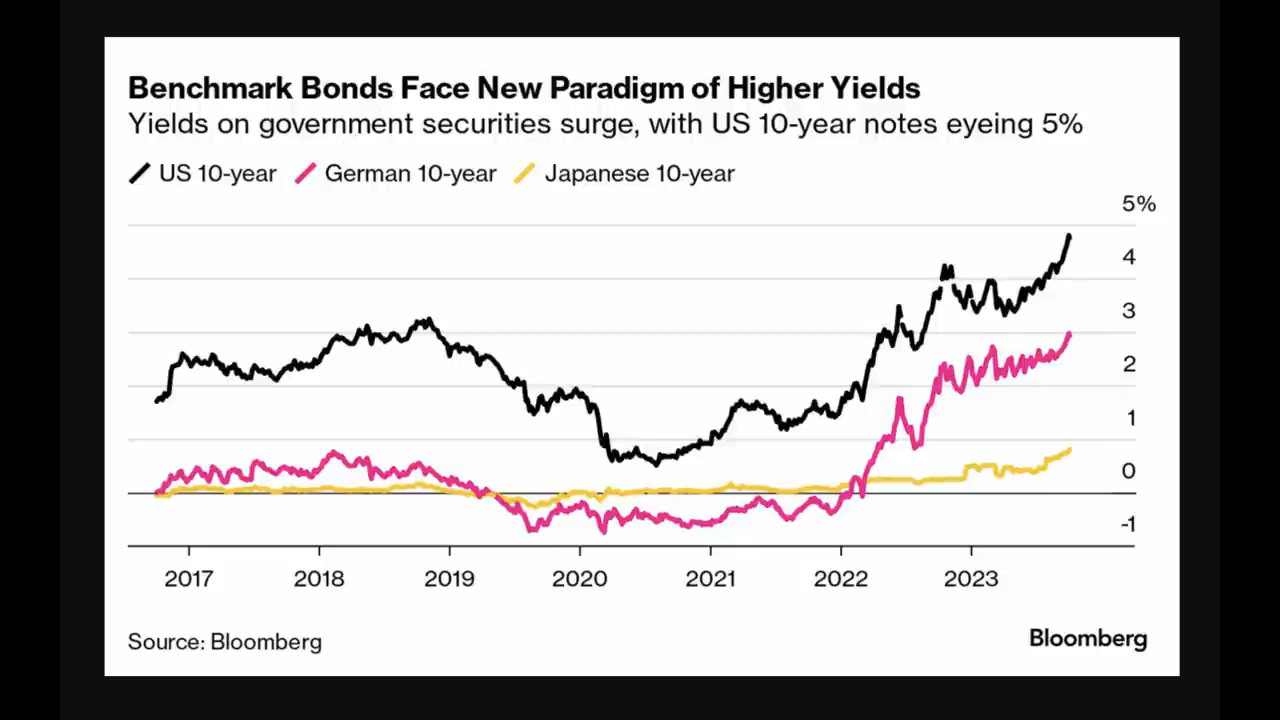 Benchmark Bonds Face New Paradigm of Higher Yields
Yields on government securities surge, with US 10-year notes eyeing 5%
US 10-year German 10-year Japanese 10-year
5%
4
3
2
1
0
-1
2017 2018 2019 2020 2021 2022 2023
Source: Bloomberg Bloomberg